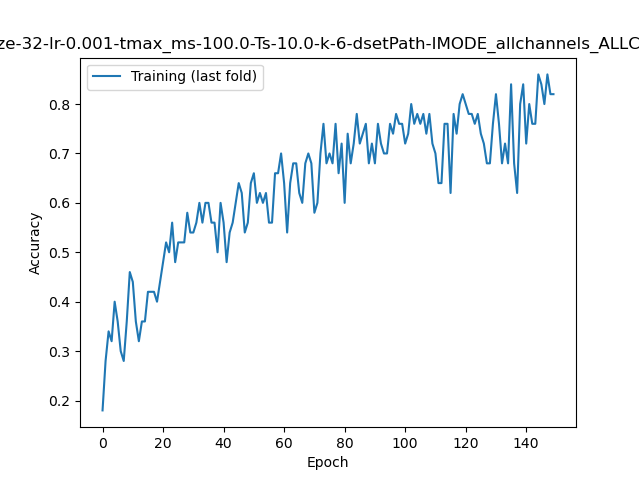 ze-32-lr-0.001-tmax_ms-100.0-Ts-10.0-k-6-dsetPath-IMODE_allchannels_ALLC
Training (last fold)
Accuracy
0.8
0.7
0.6
0.5
0.4
0.3
0.2
0 20 40 60 80 100 120 140
Epoch